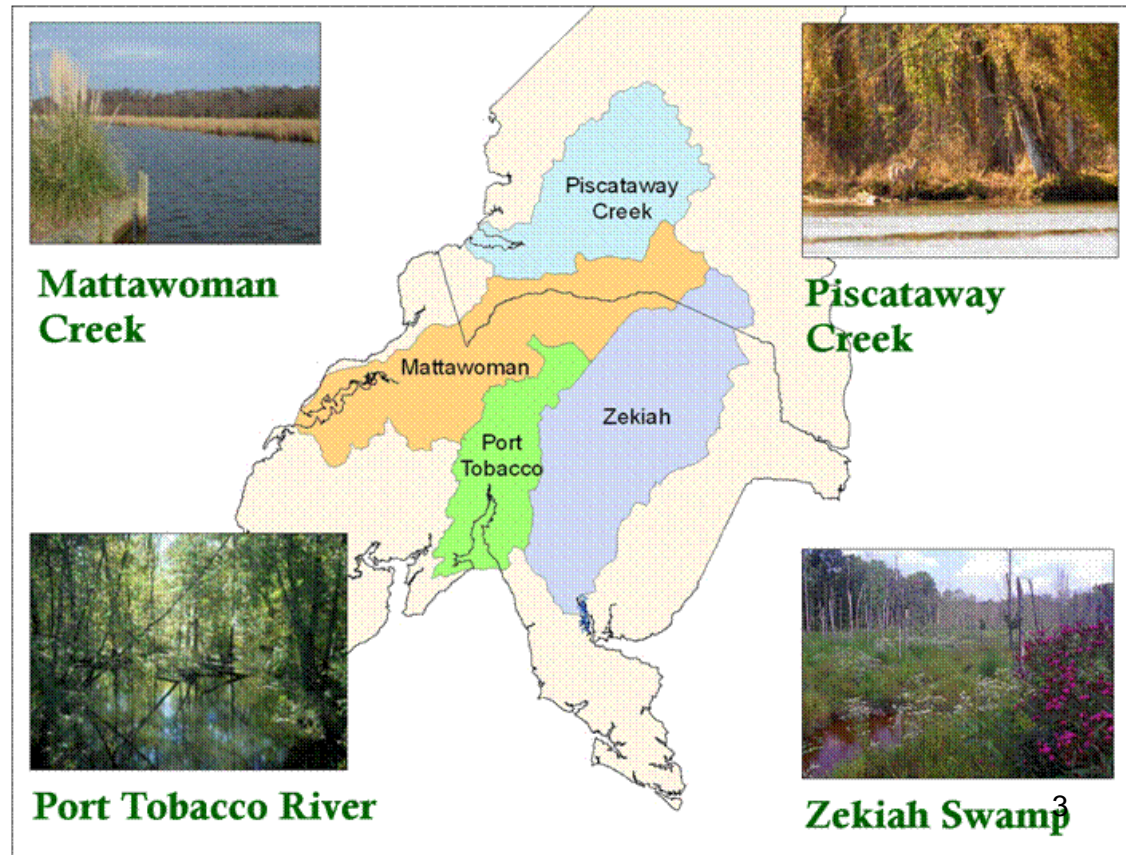 Mattawoman
Creek
Piscataway
Creek
Piscataway
Creek
Mattawoman
Zekiah
Port
Tobacco
Port Tobacco River
Zekiah Swamp
3